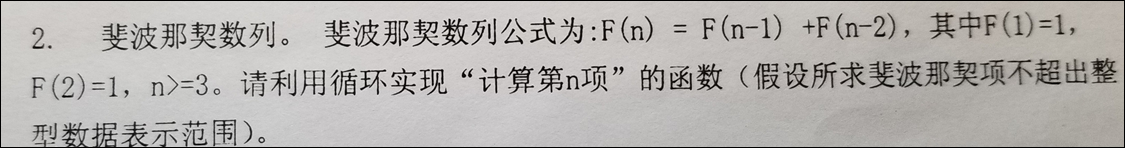 2. 斐波那契数列。 斐波那契数列公式为:F(n) = F(n-1) +F(n-2), 其中F(1)=1,
F(2)=1, n>=3。请利用循环实现“计算第n项”的函数（假设所求斐波那契项不超出整
型数据表示范围)。